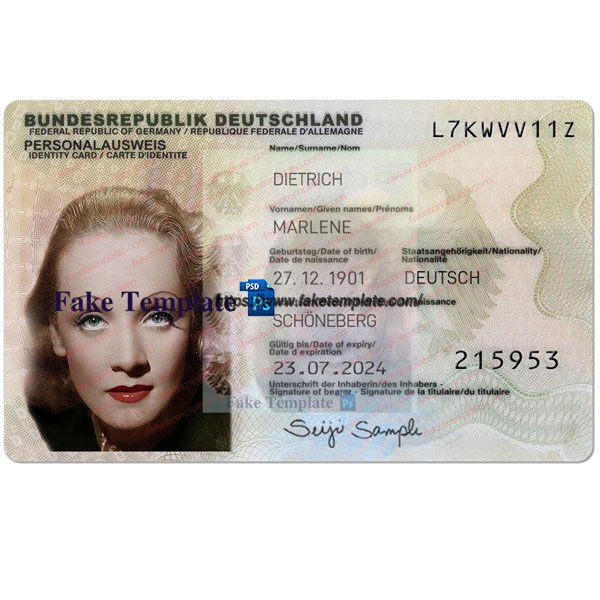 BUNDESREPUBLIK DEUTSCHLAND
FEDERAL REPUBLIC OF GERMANY / REPUBLIQUE FEDERALE D'ALLEMAGNE
PERSONALAUSWEIS
IDENTITY CARD / CARTE D'IDENTITE
L7KWVV11Z
Name/Surname/Nom
DIETRICH
Vornamen/Given names/Prénoms
MARLENE
Geburtstag/Date of birth/
Date de naissance
Staatsangehörigkeit/Nationality/
Nationalité
27.12.1901
DEUTSCH
PSD
Ps
Fake Template
https://www.faketemplate.com/
naissance
SCHÖNEBERG
Gültig bis/Date of expiry/
Date d expiration
23.07.2024
215953
Unterschrift der Inhaberin/des Inhabers -
Signature of bearer - Signature de la titulaire/du titulaire
Fake Template
Ps
Seiji Sample